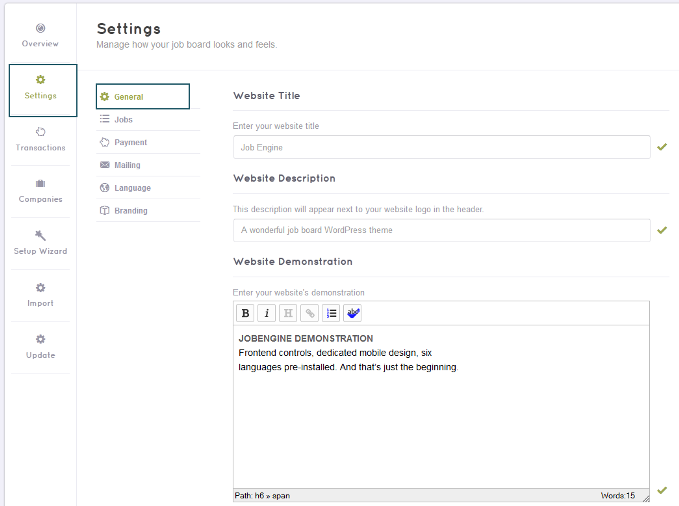 Settings
Manage how your job board looks and feels.
Overview
Settings
Transactions
Companies
Setup Wizard
Import
Update
General
Jobs
Payment
Mailing
Language
Branding
Website Title
Enter your website title
Job Engine
Website Description
This description will appear next to your website logo in the header.
A wonderful job board WordPress theme
Website Demonstration
Enter your website's demonstration
B i H
JOBENGINE DEMONSTRATION
Frontend controls, dedicated mobile design, six
languages pre-installed. And that's just the beginning.
Path: h6 » span Words:15